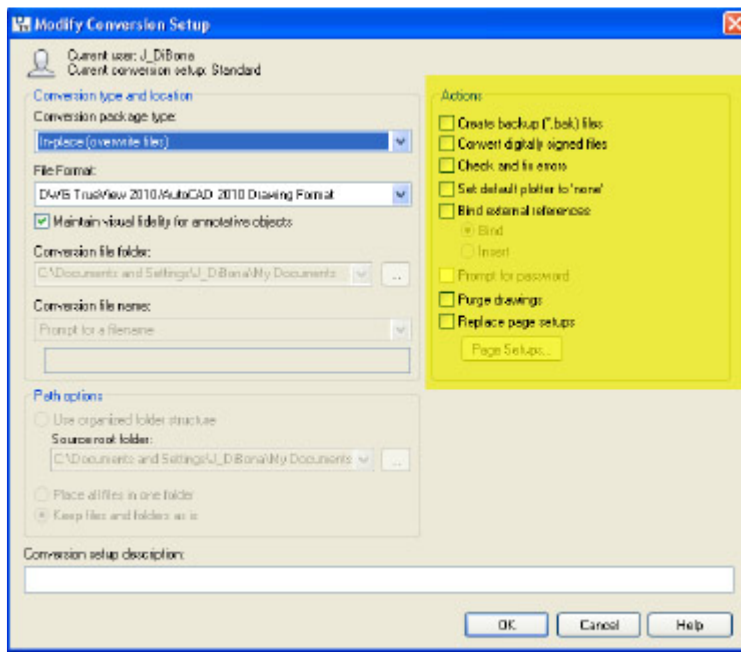 Modify Conversion Setup
Current user: J_DiBona
Current conversion setup: Standard
Conversion type and location
Conversion package type:
In-place (overwrite files)
File Format:
DWG TrueView 2010/AutoCAD 2010 Drawing Format
Maintain visual fidelity for annotative objects
Conversion file folder:
C:\Documents and Settings\J_DiBona\My Documents
...
Conversion file name:
Prompt for a filename
Path options
Use organized folder structure
Source root folder:
C:\Documents and Settings\J_DiBona\My Documents
...
Place all files in one folder
Keep files and folders as is
Actions
Create backup (*.bak) files
Convert digitally signed files
Check and fix errors
Set default plotter to 'none'
Bind external references
Bind
Insert
Prompt for password
Purge drawings
Replace page setups
Page Setups...
Conversion setup description:
OK Cancel Help